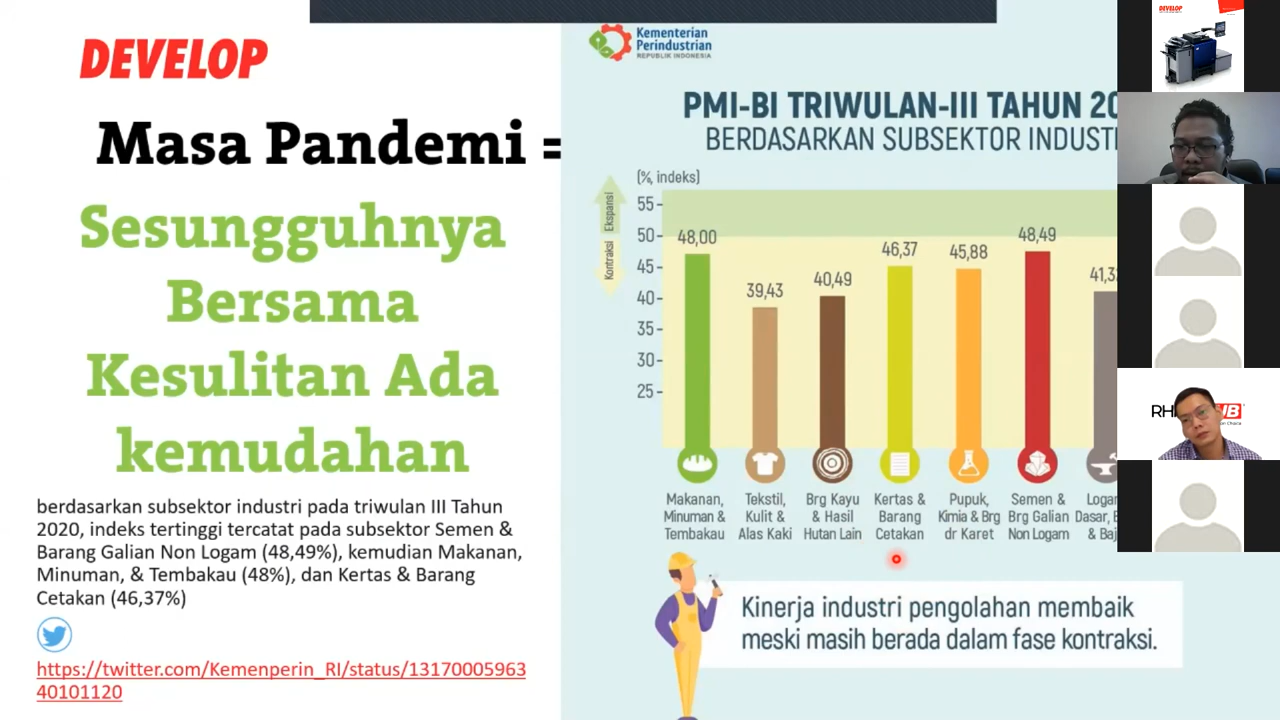 DEVELOP
Masa Pandemi =
Sesungguhnya
Bersama
Kesulitan Ada
kemudahan
berdasarkan subsektor industri pada triwulan III Tahun
2020, indeks tertinggi tercatat pada subsektor Semen &
Barang Galian Non Logam (48,49%), kemudian Makanan,
Minuman, & Tembakau (48%), dan Kertas & Barang
Cetakan (46,37%)
https://twitter.com/Kemenperin_RI/status/13170005963
40101120
Kementerian
Perindustrian
REPUBLIK INDONESIA
PMI-BI TRIWULAN-III TAHUN 20
BERDASARKAN SUBSEKTOR INDUSTRI
(%, indeks)
Ekspansi
Kontraksi
55
50
45
40
35
30
25
48,00
39,43
40,49
46,37
45,88
48,49
Makanan,
Minuman &
Tembakau
Tekstil,
Kulit &
Alas Kaki
Brg Kayu
& Hasil
Hutan Lain
Kertas &
Barang
Cetakan
Pupuk,
Kimia & Brg
dr Karet
Semen &
Brg Galian
Non Logam
Logam
Dasar,
& Baj
Kinerja industri pengolahan membaik
meski masih berada dalam fase kontraksi.
DEVELOP
RH